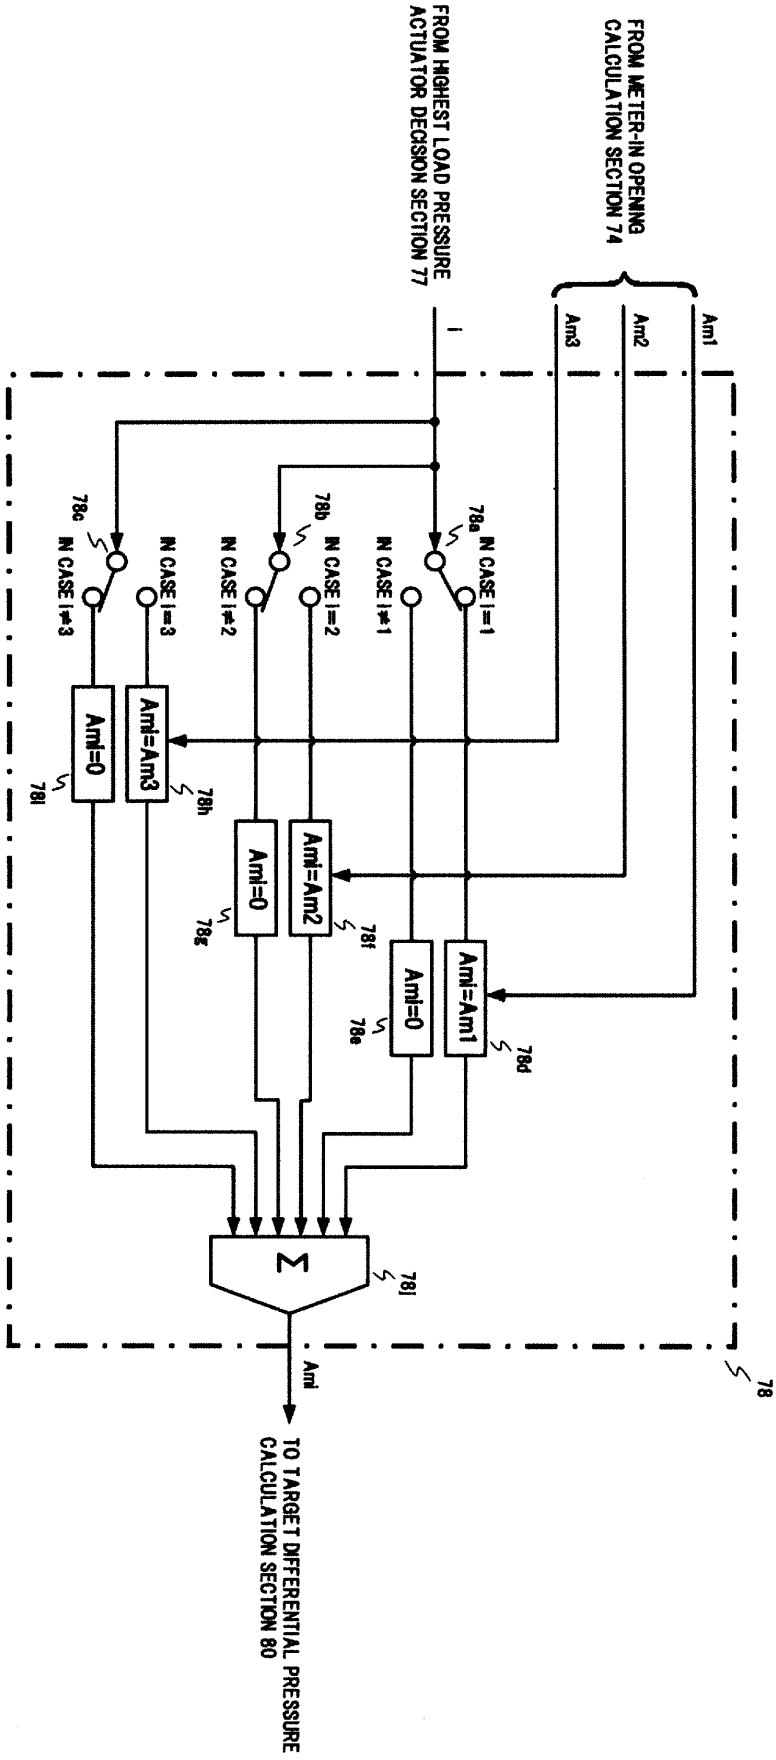 FROM METER-IN OPENING
CALCULATION SECTION 74
Am1
Am2
Am3
FROM HIGHEST LOAD PRESSURE
ACTUATOR DECISION SECTION 77
i
78
78a
IN CASE i=1
IN CASE i≠1
78b
IN CASE i=2
IN CASE i≠2
78c
IN CASE i=3
IN CASE i≠3
Ami=Am1
78d
Ami=0
78e
Ami=Am2
78f
Ami=0
78g
Ami=Am3
78h
Ami=0
78i
Σ
78j
Ami
TO TARGET DIFFERENTIAL PRESSURE
CALCULATION SECTION 80